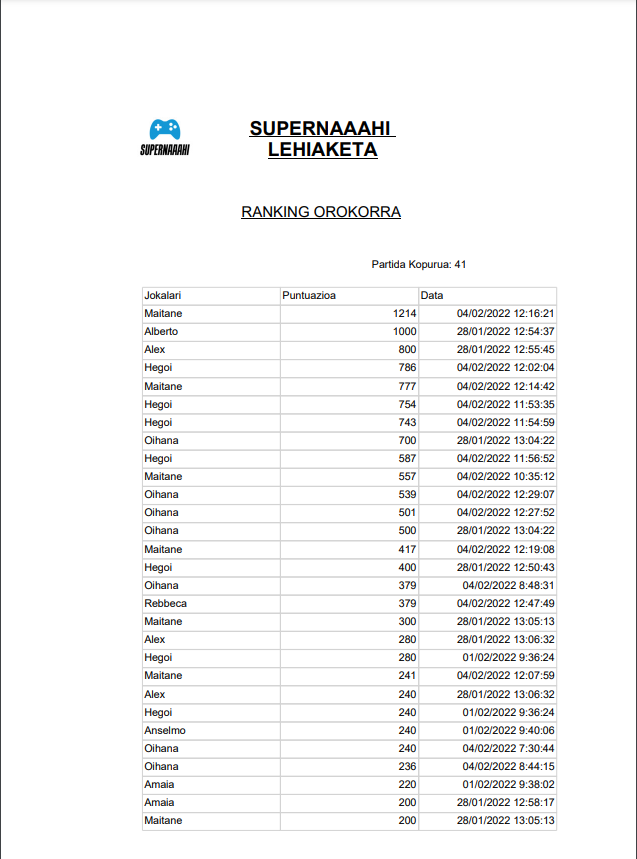 SUPERNAAAHI
SUPERNAAAHI
LEHIAKETA
RANKING OROKORRA
Partida Kopurua: 41
Jokalari Puntuazioa Data
Maitane 1214 04/02/2022 12:16:21
Alberto 1000 28/01/2022 12:54:37
Alex 800 28/01/2022 12:55:45
Hegoi 786 04/02/2022 12:02:04
Maitane 777 04/02/2022 12:14:42
Hegoi 754 04/02/2022 11:53:35
Hegoi 743 04/02/2022 11:54:59
Oihana 700 28/01/2022 13:04:22
Hegoi 587 04/02/2022 11:56:52
Maitane 557 04/02/2022 10:35:12
Oihana 539 04/02/2022 12:29:07
Oihana 501 04/02/2022 12:27:52
Oihana 500 28/01/2022 13:04:22
Maitane 417 04/02/2022 12:19:08
Hegoi 400 28/01/2022 12:50:43
Oihana 379 04/02/2022 8:48:31
Rebbeca 379 04/02/2022 12:47:49
Maitane 300 28/01/2022 13:05:13
Alex 280 28/01/2022 13:06:32
Hegoi 280 01/02/2022 9:36:24
Maitane 241 04/02/2022 12:07:59
Alex 240 28/01/2022 13:06:32
Hegoi 240 01/02/2022 9:36:24
Anselmo 240 01/02/2022 9:40:06
Oihana 240 04/02/2022 7:30:44
Oihana 236 04/02/2022 8:44:15
Amaia 220 01/02/2022 9:38:02
Amaia 200 28/01/2022 12:58:17
Maitane 200 28/01/2022 13:05:13